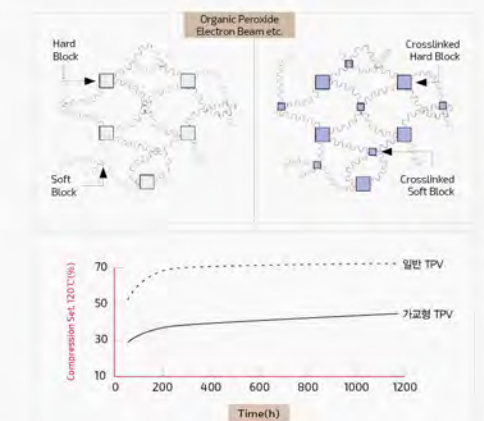 Organic Peroxide
Electron Beam etc.
Hard
Block
Soft
Block
Crosslinked
Hard Block
Crosslinked
Soft Block
Compression Set, 120℃(%)
70
50
30
10
0
200
400
600
800
1000
1200
일반 TPV
가교형 TPV
Time(h)